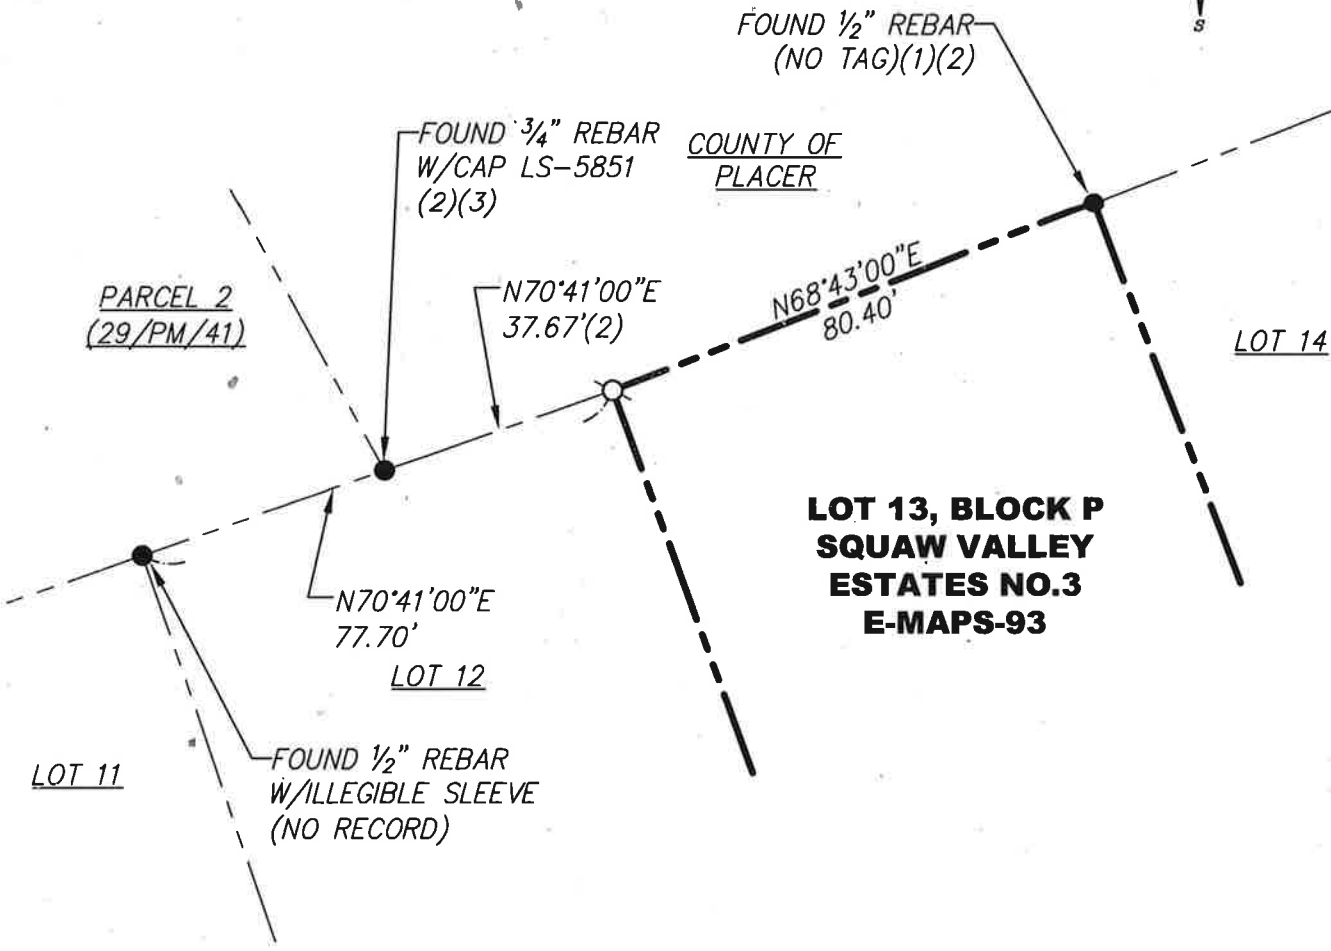 S
FOUND 1/2" REBAR
(NO TAG)(1)(2)
FOUND 3/4" REBAR
W/CAP LS-5851
(2)(3)
COUNTY OF
PLACER
PARCEL 2
(29/PM/41)
N70°41'00"E
37.67'(2)
N68°43'00"E
80.40'
LOT 14
LOT 13, BLOCK P
SQUAW VALLEY
ESTATES NO.3
E-MAPS-93
N70°41'00"E
77.70'
LOT 12
LOT 11
FOUND 1/2" REBAR
W/ILLEGIBLE SLEEVE
(NO RECORD)